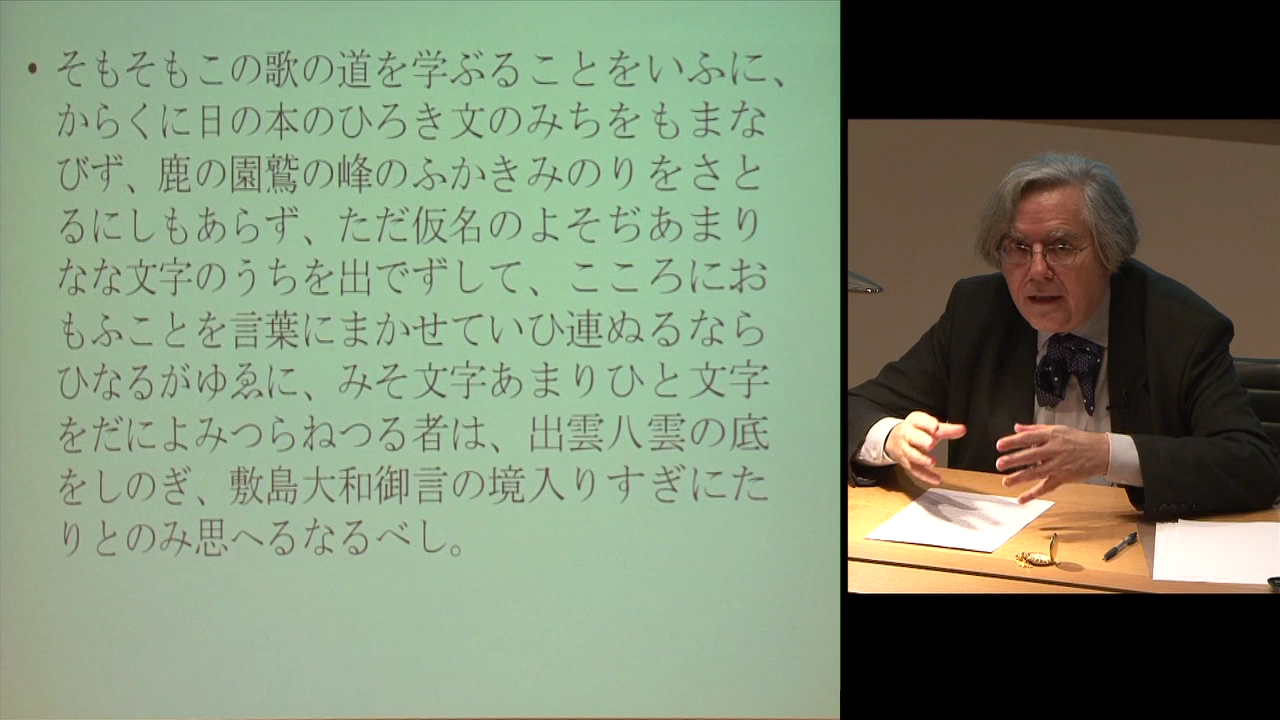 • そもそもこの歌の道を学ぶることをいふに、
からくに日の本のひろき文のみちをもまな
びず、鹿の園鷲の峰のふかきみのりをさと
るにしもあらず、ただ仮名のよそぢあまり
なな文字のうちを出でずして、こころにお
もふことを言葉にまかせていひ連ぬるなら
ひなるがゆゑに、みそ文字あまりひと文字
をだによみつらねつる者は、出雲八雲の底
をしのぎ、敷島大和御言の境入りすぎにた
りとのみ思へるなるべし。